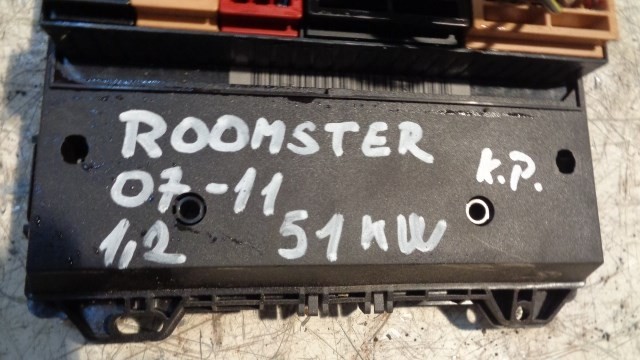 ROOMSTER
K.P.
07-11
1,2 51 KW